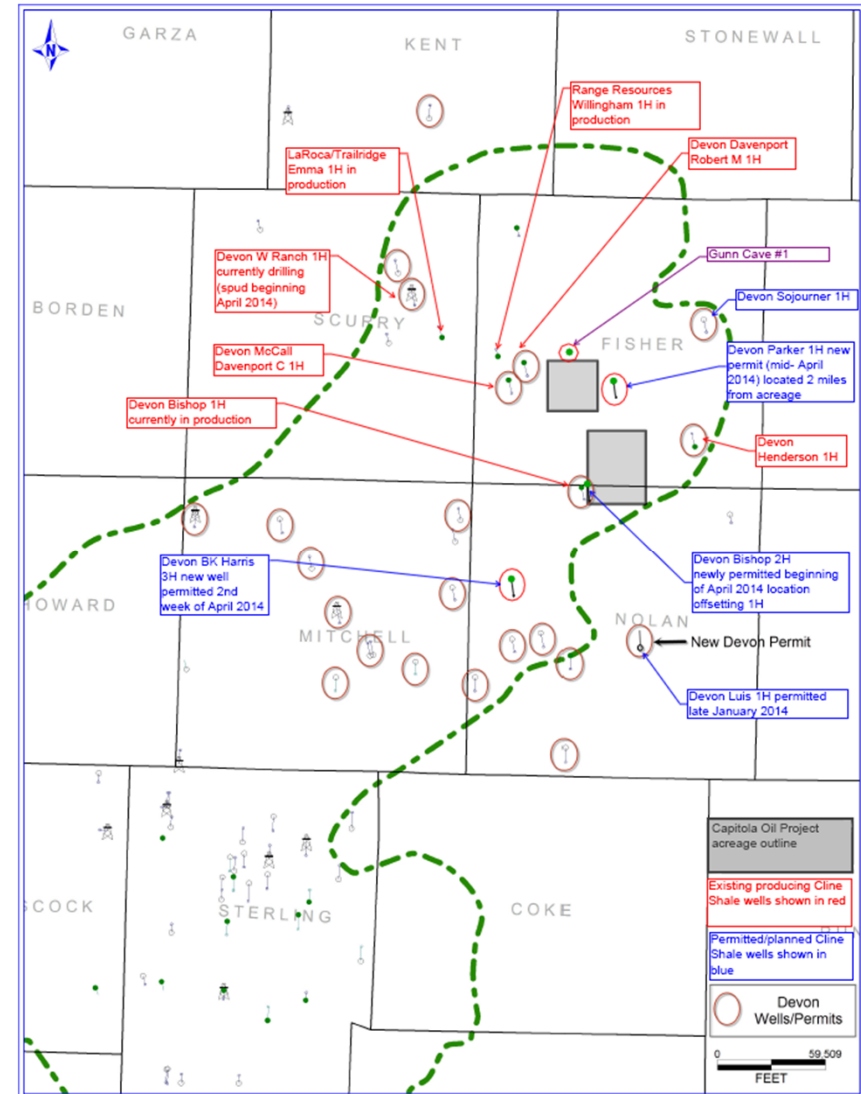 GARZA
KENT
STONEWALL
N
Range Resources
Willingham 1H in
production
Devon Davenport
Robert M 1H
LaRoca/Trailridge
Emma 1H in
production
Devon W Ranch 1H
currently drilling
(spud beginning
April 2014)
Gunn Cave #1
Devon Sojourner 1H
BORDEN
SCURRY
FISHER
Devon McCall
Davenport C 1H
Devon Parker 1H new
permit (mid- April
2014) located 2 miles
from acreage
Devon Bishop 1H
currently in production
Devon
Henderson 1H
Devon BK Harris
3H new well
permitted 2nd
week of April 2014
Devon Bishop 2H
newly permitted beginning
of April 2014 location
offsetting 1H
HOWARD
MITCHELL
NOLAN
New Devon Permit
Devon Luis 1H permitted
late January 2014
SCOCK
STERLING
COKE
Capitola Oil Project
acreage outline
Existing producing Cline
Shale wells shown in red
Permitted/planned Cline
Shale wells shown in
blue
Devon
Wells/Permits
0 59,509
FEET